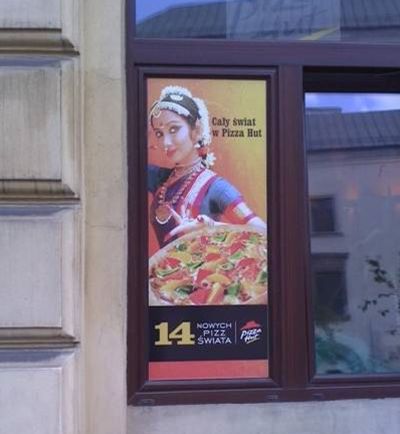 Cały świat
w Pizza Hut
14 NOWYCH
PIZZ
ŚWIATA
Pizza
Hut